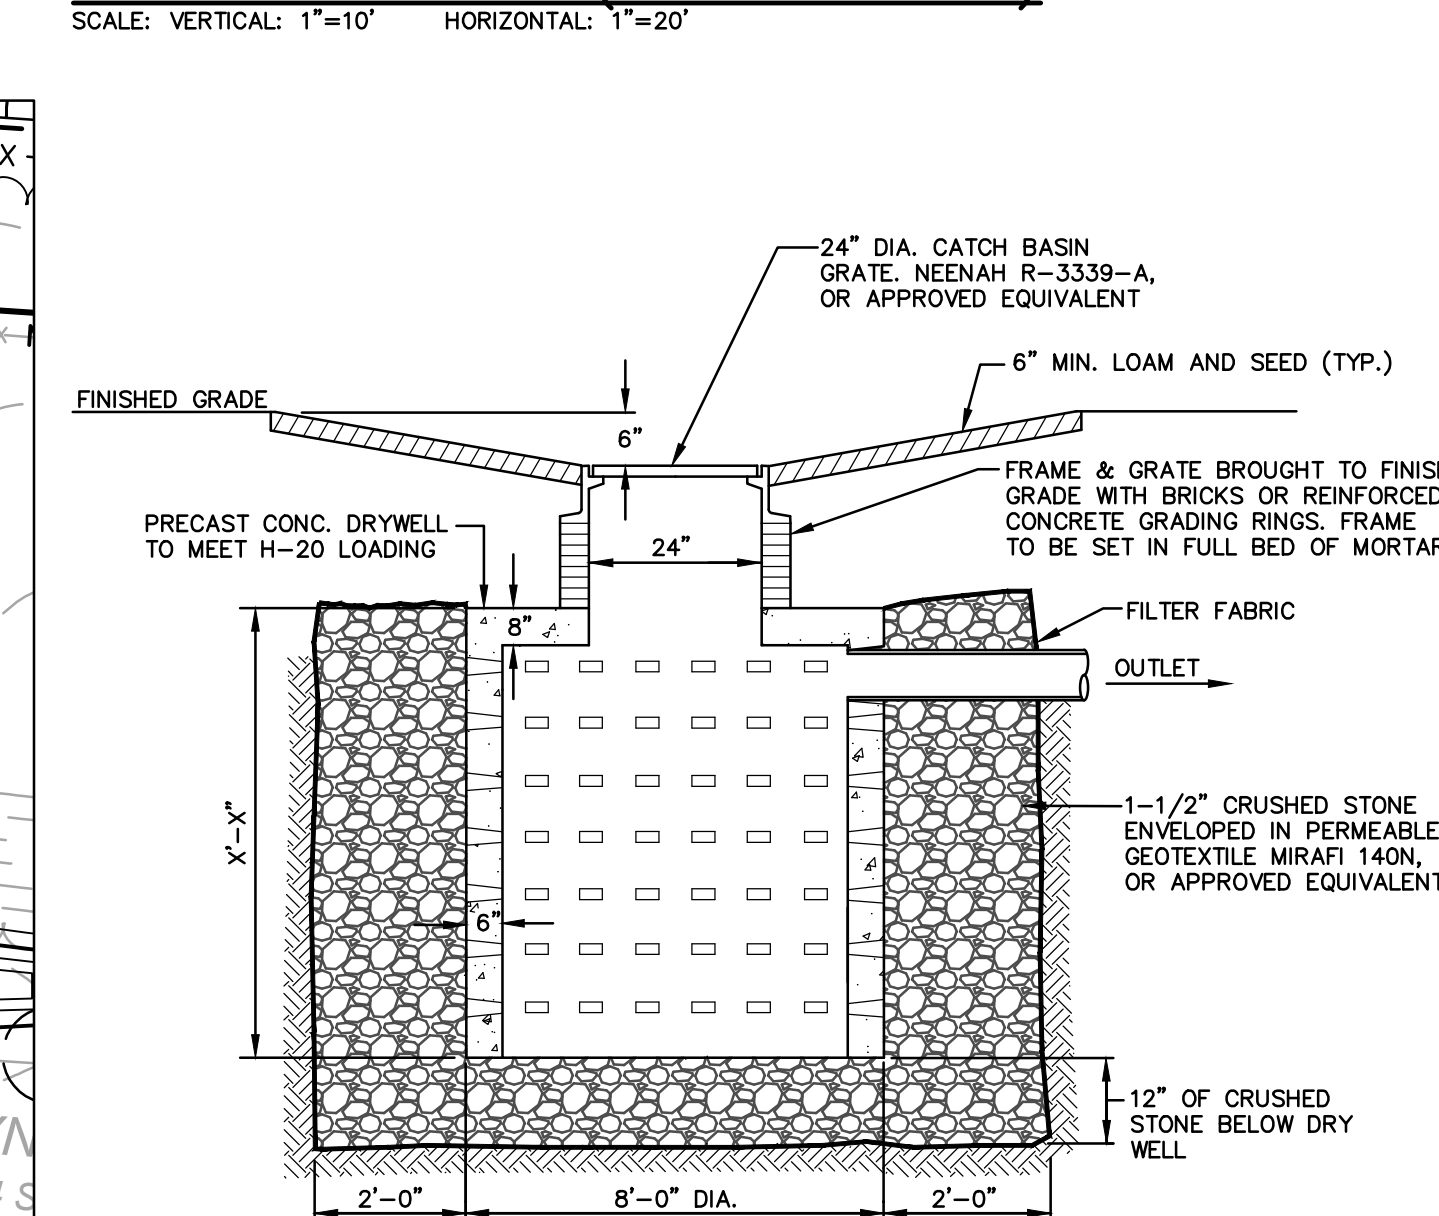 SCALE: VERTICAL: 1"=10' HORIZONTAL: 1"=20'
X
24" DIA. CATCH BASIN
GRATE. NEENAH R-3339-A,
OR APPROVED EQUIVALENT
6" MIN. LOAM AND SEED (TYP.)
FINISHED GRADE
6"
FRAME & GRATE BROUGHT TO FINIS
GRADE WITH BRICKS OR REINFORCED
CONCRETE GRADING RINGS. FRAME
TO BE SET IN FULL BED OF MORTAR
PRECAST CONC. DRYWELL
TO MEET H-20 LOADING
24"
8"
FILTER FABRIC
OUTLET
X'-X"
1-1/2" CRUSHED STONE
ENVELOPED IN PERMEABLE
GEOTEXTILE MIRAFI 140N,
OR APPROVED EQUIVALENT
6"
12" OF CRUSHED
STONE BELOW DRY
WELL
2'-0" 8'-0" DIA. 2'-0"